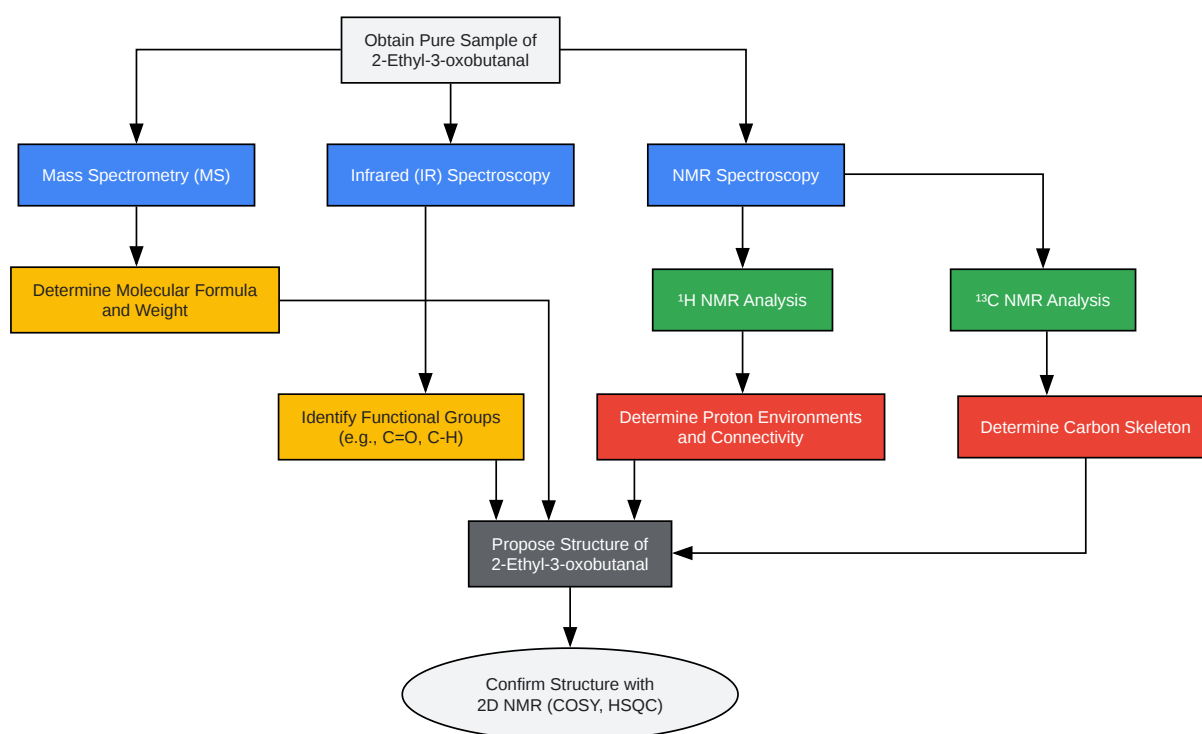 Obtain Pure Sample of
2-Ethyl-3-oxobutanal
Mass Spectrometry (MS)
Infrared (IR) Spectroscopy
NMR Spectroscopy
Determine Molecular Formula
and Weight
¹H NMR Analysis
¹³C NMR Analysis
Identify Functional Groups
(e.g., C=O, C-H)
Determine Proton Environments
and Connectivity
Determine Carbon Skeleton
Propose Structure of
2-Ethyl-3-oxobutanal
Confirm Structure with
2D NMR (COSY, HSQC)